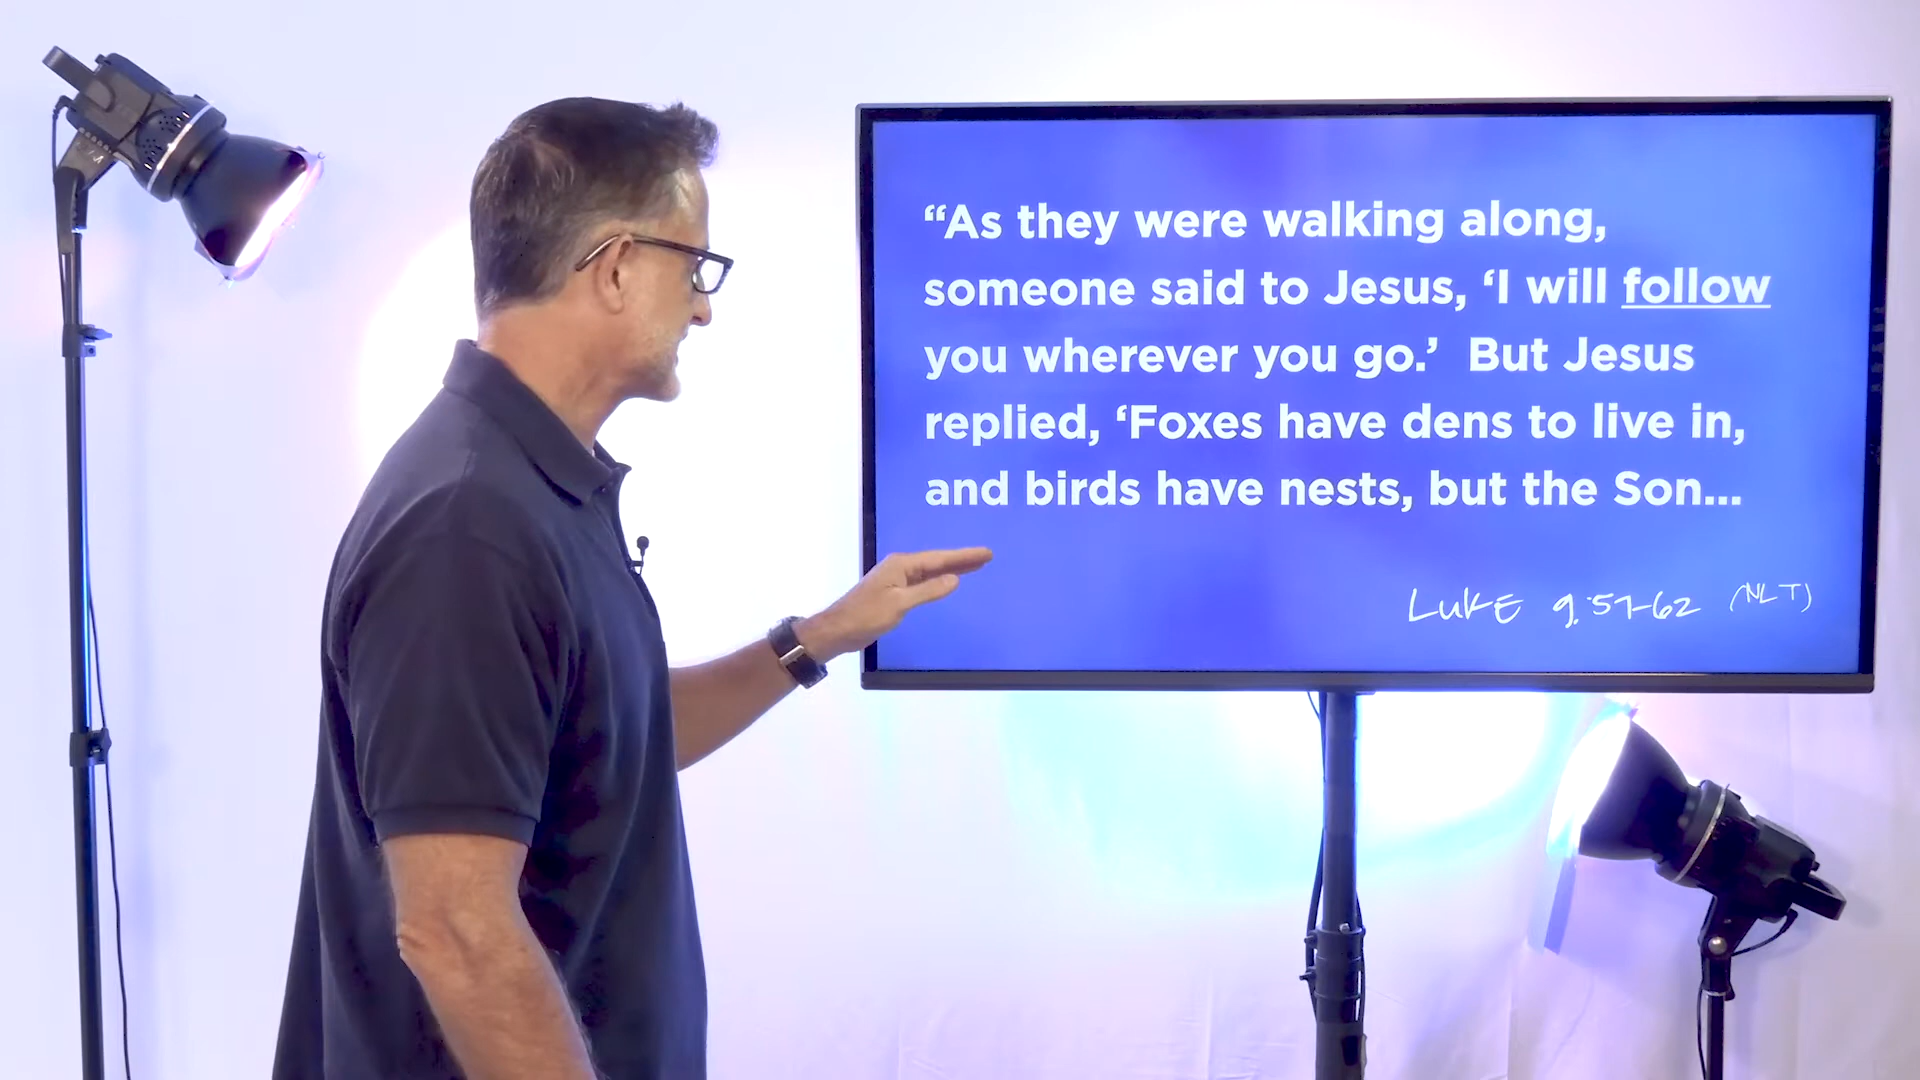 “As they were walking along,
someone said to Jesus, ‘I will follow
you wherever you go.’ But Jesus
replied, ‘Foxes have dens to live in,
and birds have nests, but the Son...
LUKE 9:57-62 (NLT)